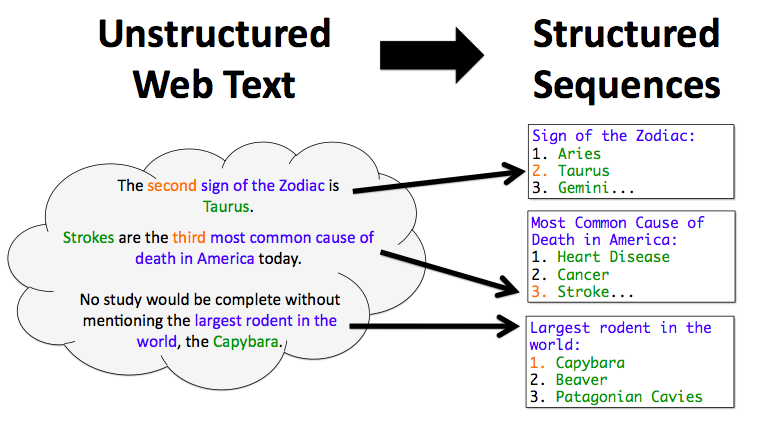 Unstructured
Web Text
Structured
Sequences
The second sign of the Zodiac is
Taurus.
Strokes are the third most common cause of
death in America today.
No study would be complete without
mentioning the largest rodent in the
world, the Capybara.
Sign of the Zodiac:
1. Aries
2. Taurus
3. Gemini...
Most Common Cause of
Death in America:
1. Heart Disease
2. Cancer
3. Stroke...
Largest rodent in the
world:
1. Capybara
2. Beaver
3. Patagonian Cavies